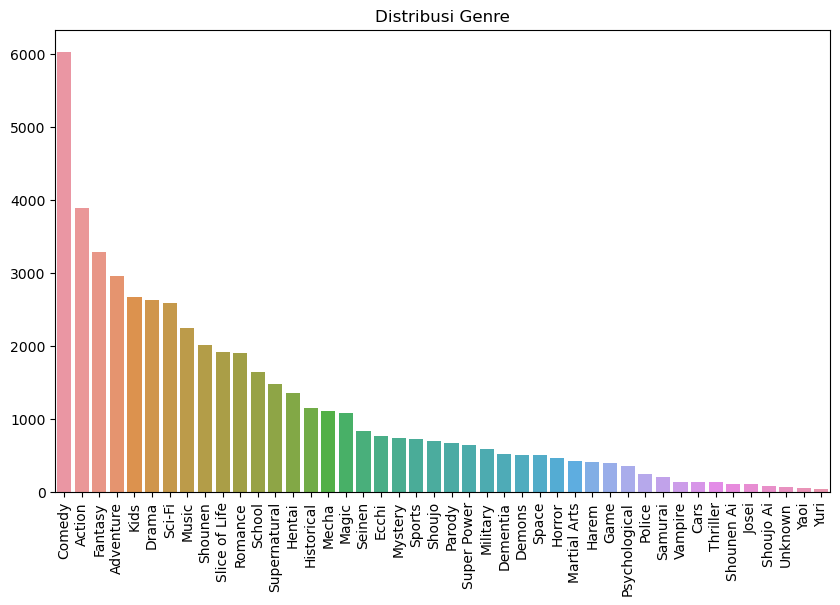 Distribusi Genre
6000
5000
4000
3000
2000
1000
0
Comedy
Action
Fantasy
Adventure
Kids
Drama
Sci-Fi
Music
Shounen
Slice of Life
Romance
School
Supernatural
Hentai
Historical
Mecha
Magic
Seinen
Ecchi
Mystery
Sports
Shoujo
Parody
Super Power
Military
Dementia
Demons
Space
Horror
Martial Arts
Harem
Game
Psychological
Police
Samurai
Vampire
Cars
Thriller
Shounen Ai
Josei
Shoujo Ai
Unknown
Yaoi
Yuri